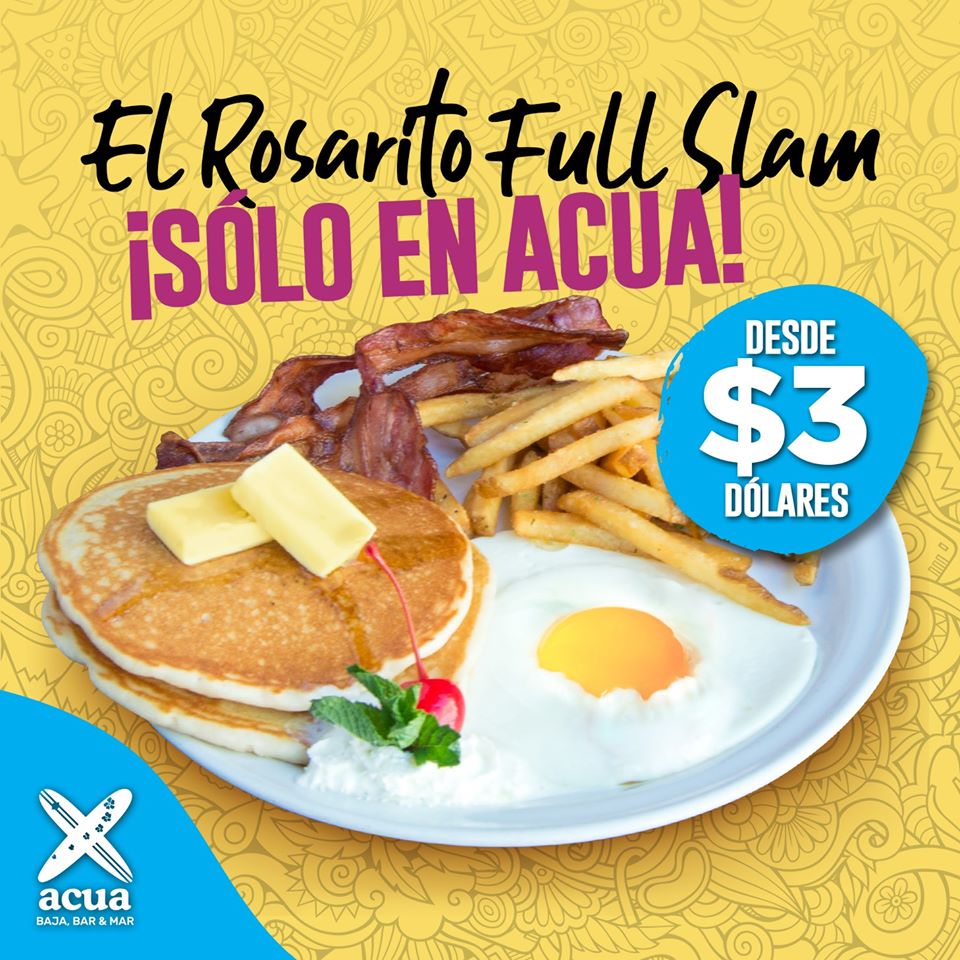 El Rosarito Full Slam
¡SÓLO EN ACUA!
DESDE
$3
DÓLARES
acua
BAJA, BAR & MAR